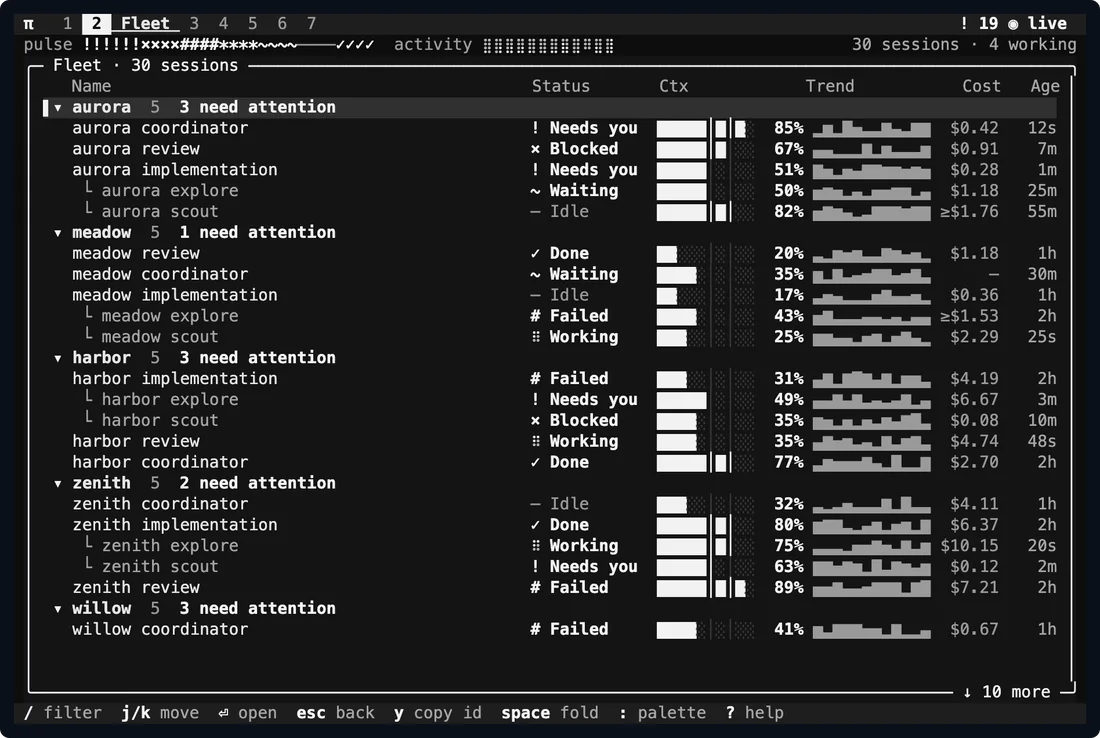 π 1 2 Fleet 3 4 5 6 7 ! 19 ◉ live
pulse !!!!!!××××####****~~~~————✓✓✓✓ activity ⣿⣿⣿⣿⣿⣿⣿⣿⣿⠿⣿⣿ 30 sessions · 4 working
Fleet · 30 sessions
Name Status Ctx Trend Cost Age
▾ aurora 5 3 need attention
aurora coordinator ! Needs you 85% $0.42 12s
aurora review × Blocked 67% $0.91 7m
aurora implementation ! Needs you 51% $0.28 1m
└ aurora explore ~ Waiting 50% $1.18 25m
└ aurora scout — Idle 82% ≥$1.76 55m
▾ meadow 5 1 need attention
meadow review ✓ Done 20% $1.18 1h
meadow coordinator ~ Waiting 35% — 30m
meadow implementation — Idle 17% $0.36 1h
└ meadow explore # Failed 43% ≥$1.53 2h
└ meadow scout ⠿ Working 25% $2.29 25s
▾ harbor 5 3 need attention
harbor implementation # Failed 31% $4.19 2h
└ harbor explore ! Needs you 49% $6.67 3m
└ harbor scout × Blocked 35% $0.08 10m
harbor review ⠿ Working 35% $4.74 48s
harbor coordinator ✓ Done 77% $2.70 2h
▾ zenith 5 2 need attention
zenith coordinator — Idle 32% $4.11 1h
zenith implementation ✓ Done 80% $6.37 2h
└ zenith explore ⠿ Working 75% $10.15 20s
└ zenith scout ! Needs you 63% $0.12 2m
zenith review # Failed 89% $7.21 2h
▾ willow 5 3 need attention
willow coordinator # Failed 41% $0.67 1h
↓ 10 more
/ filter j/k move ⏎ open esc back y copy id space fold : palette ? help